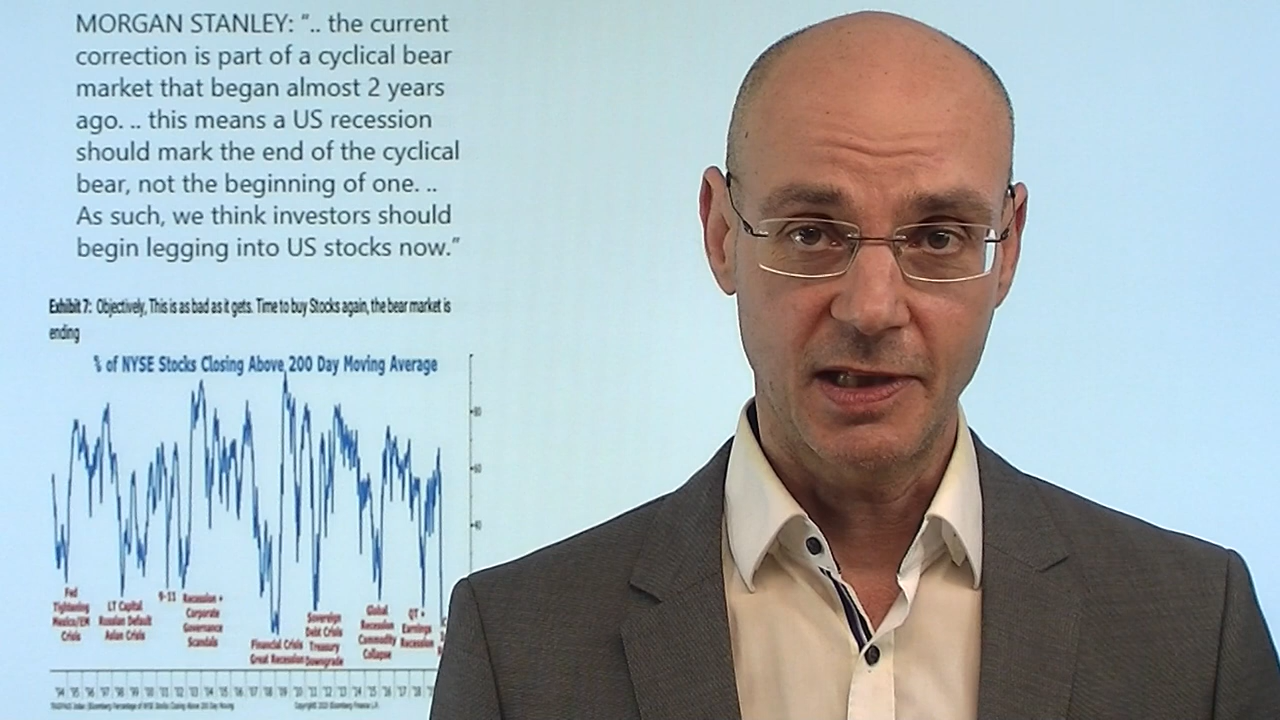 MORGAN STANLEY: “.. the current
correction is part of a cyclical bear
market that began almost 2 years
ago. .. this means a US recession
should mark the end of the cyclical
bear, not the beginning of one. ..
As such, we think investors should
begin legging into US stocks now.”
Exhibit 7: Objectively, This is as bad as it gets. Time to buy Stocks again, the bear market is
ending
% of NYSE Stocks Closing Above 200 Day Moving Average
80
60
40
Fed
Tightening
Mexico/EM
Crisis
LT Capital
Russian Default
Asian Crisis
9-11
Recession +
Corporate
Governance
Scandals
Financial Crisis
Great Recession
Sovereign
Debt Crisis
Treasury
Downgrade
Global
Recession
Commodity
Collapse
QT +
Earnings
Recession
'94 '95 '96 '97 '98 '99 '00 '01 '02 '03 '04 '05 '06 '07 '08 '09 '10 '11 '12 '13 '14 '15 '16 '17 '18